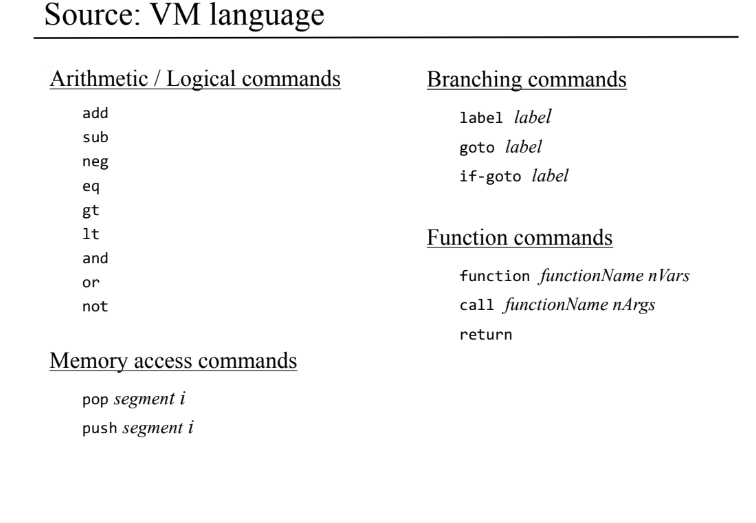 Source: VM language
Arithmetic / Logical commands
add
sub
neg
eq
gt
lt
and
or
not
Memory access commands
pop segment i
push segment i
Branching commands
label label
goto label
if-goto label
Function commands
function functionName nVars
call functionName nArgs
return